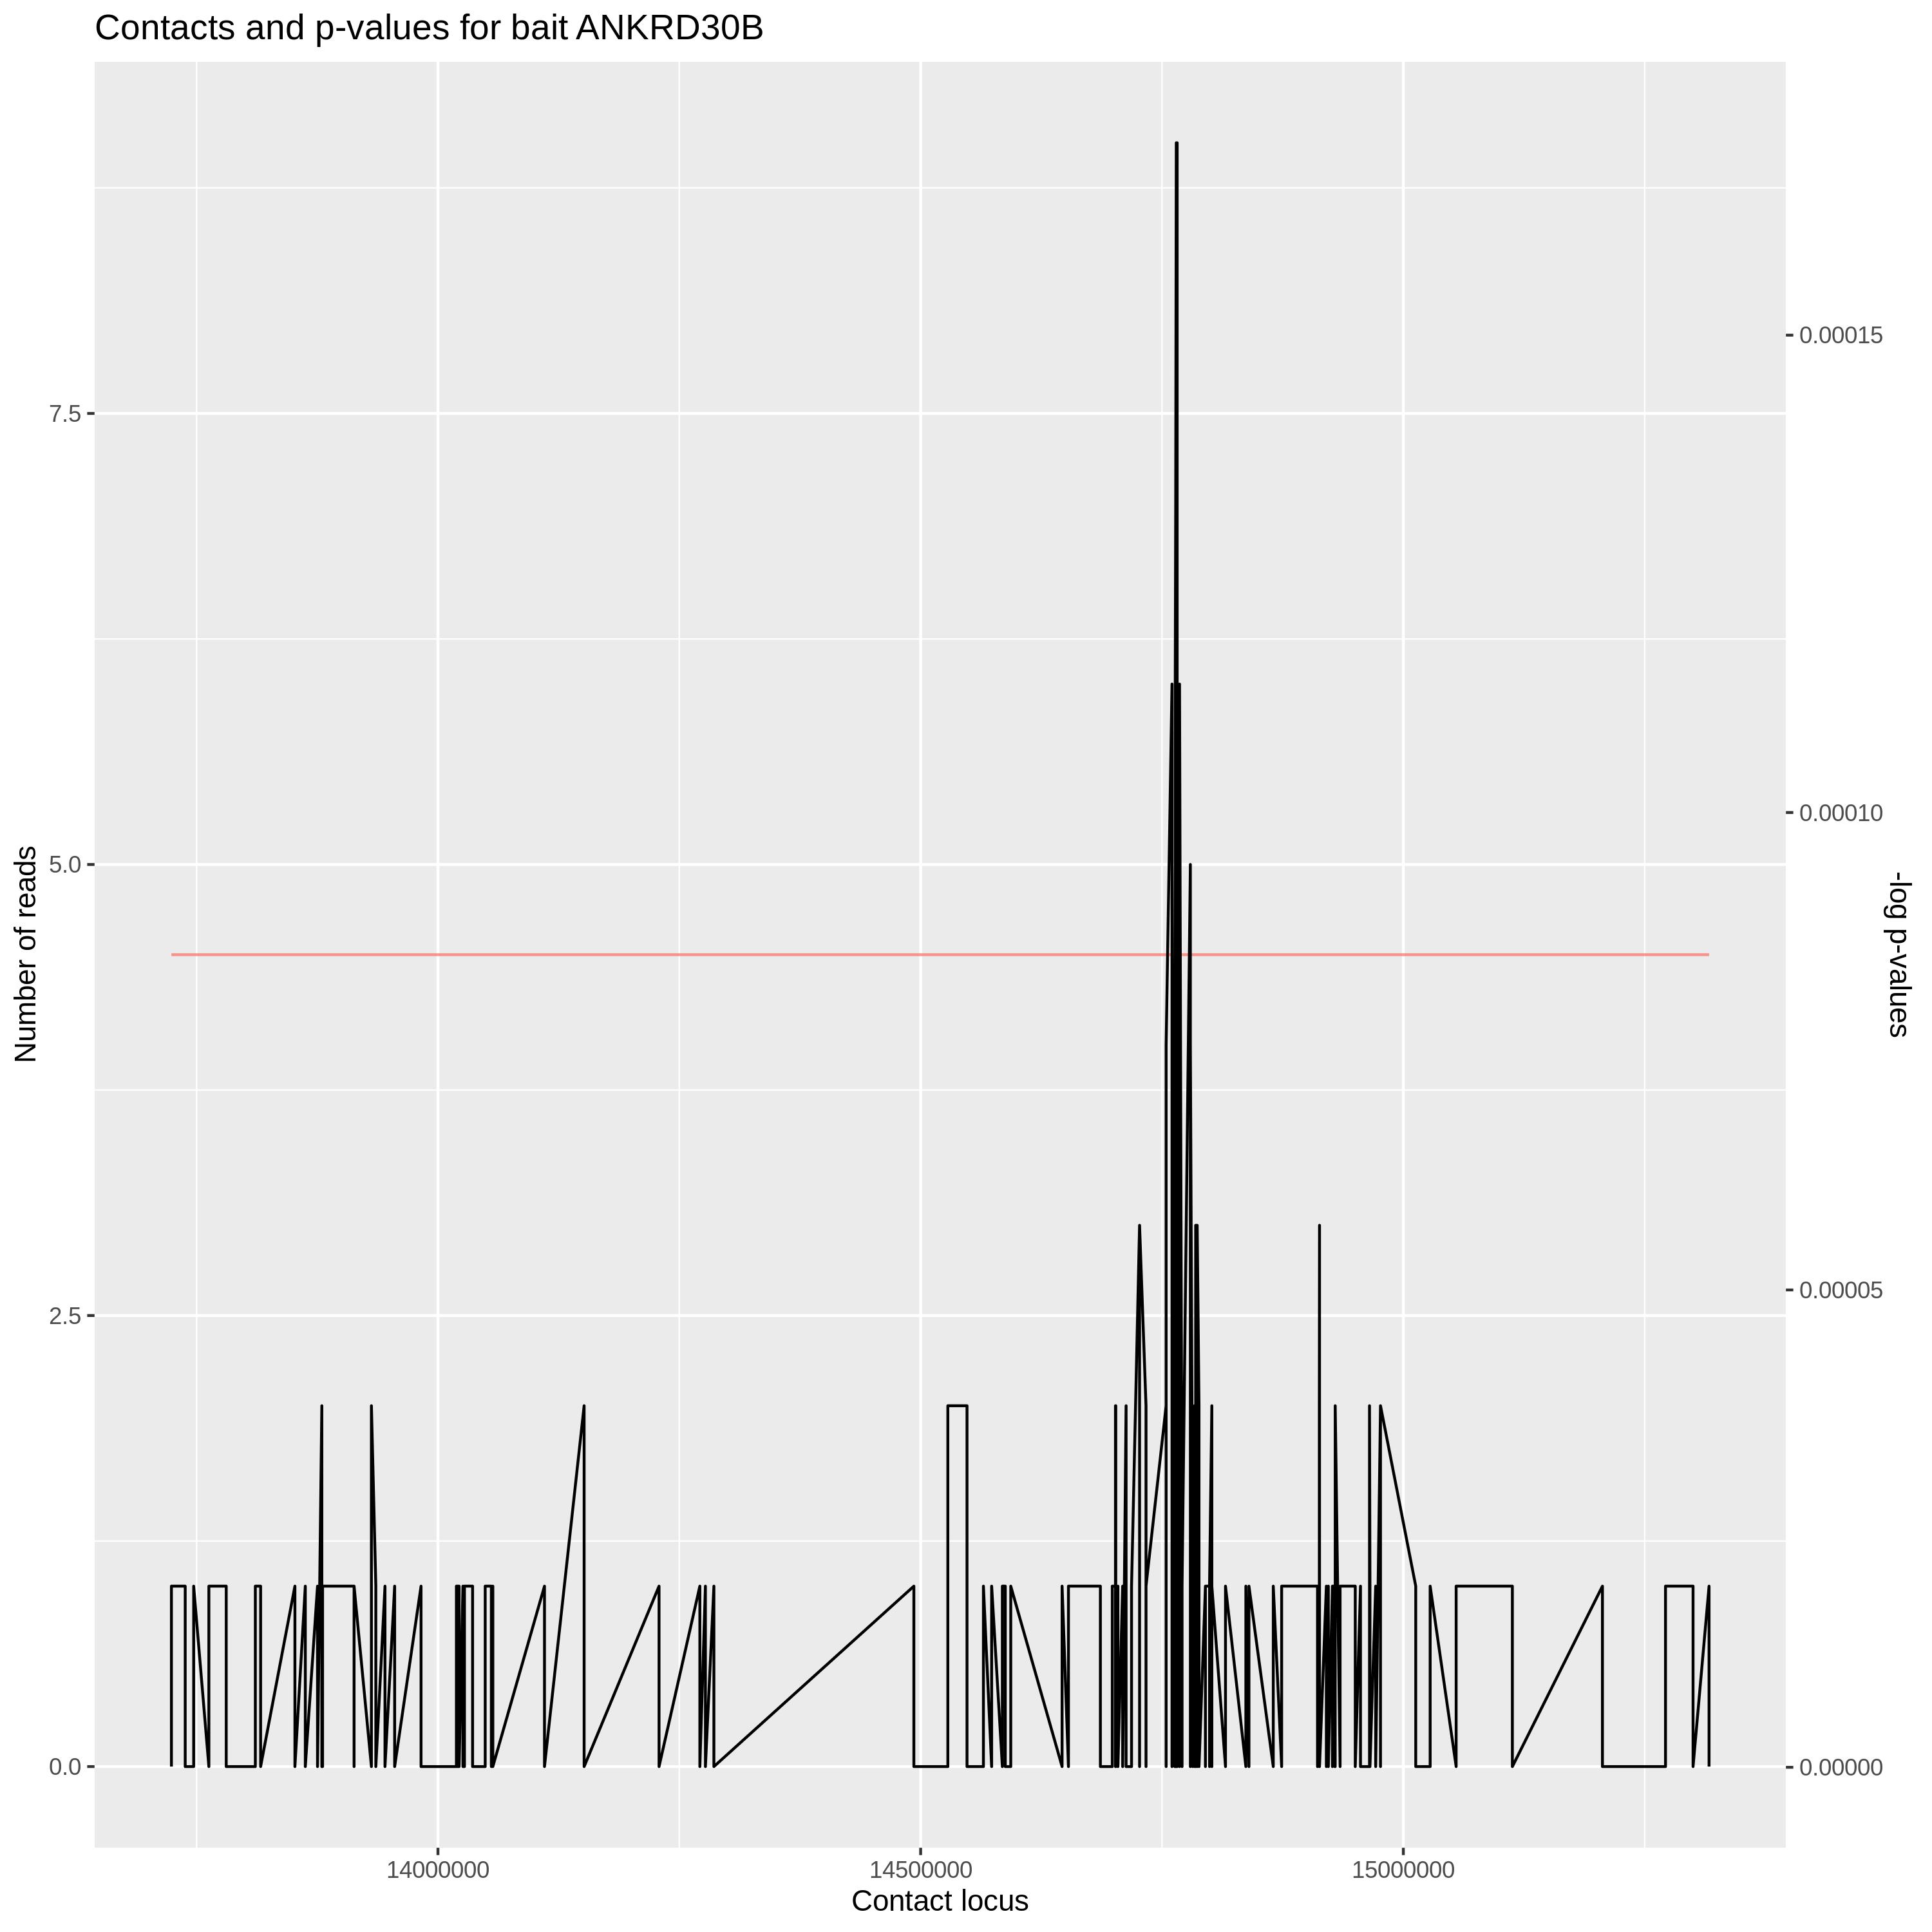 Contacts and p-values for bait ANKRD30B
Number of reads
7.5
5.0
2.5
0.0
0.00015
0.00010
0.00005
0.00000
-log p-values
14000000
14500000
15000000
Contact locus